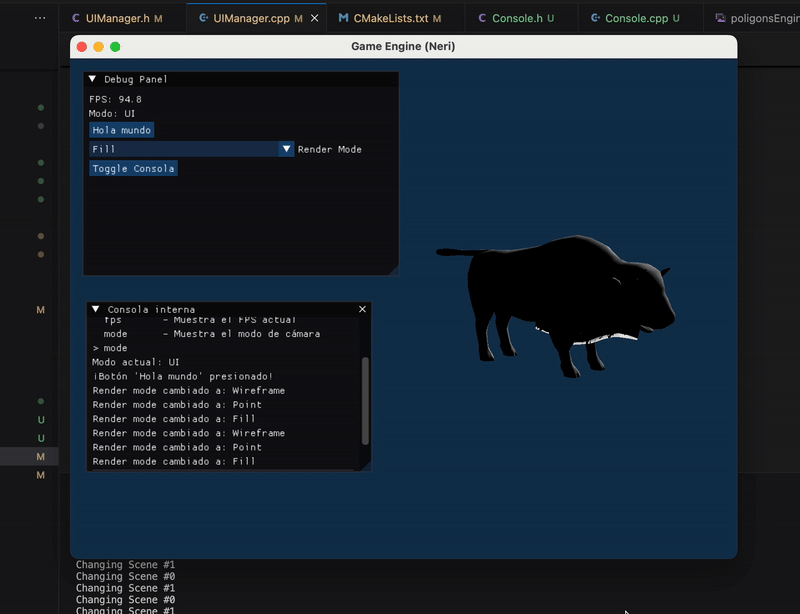 UIManager.h M
UIManager.cpp M
CMakeLists.txt M
Console.h U
Console.cpp U
poligonsEngin
Game Engine (Neri)
Debug Panel
FPS: 94.8
Modo: UI
Hola mundo
Fill
Render Mode
Toggle Consola
Consola interna
fps - Muestra el FPS actual
mode - Muestra el modo de cámara
> mode
Modo actual: UI
¡Botón 'Hola mundo' presionado!
Render mode cambiado a: Wireframe
Render mode cambiado a: Point
Render mode cambiado a: Fill
Render mode cambiado a: Wireframe
Render mode cambiado a: Point
Render mode cambiado a: Fill
M
U
U
M
M
Changing Scene #1
Changing Scene #0
Changing Scene #1
Changing Scene #0
Changing Scene #1